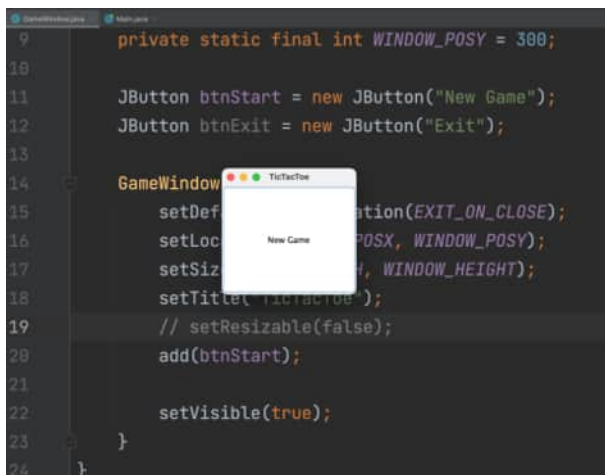 GameWindow.java Main.java
9 private static final int WINDOW_POSY = 300;
10
11 JButton btnStart = new JButton("New Game");
12 JButton btnExit = new JButton("Exit");
13
14 GameWindow
TicTacToe
15 setDef ation(EXIT_ON_CLOSE);
16 setLoc POSX, WINDOW_POSY);
New Game
17 setSiz H, WINDOW_HEIGHT);
18 setTitle("TicTacToe");
19 // setResizable(false);
20 add(btnStart);
21
22 setVisible(true);
23 }
24 }